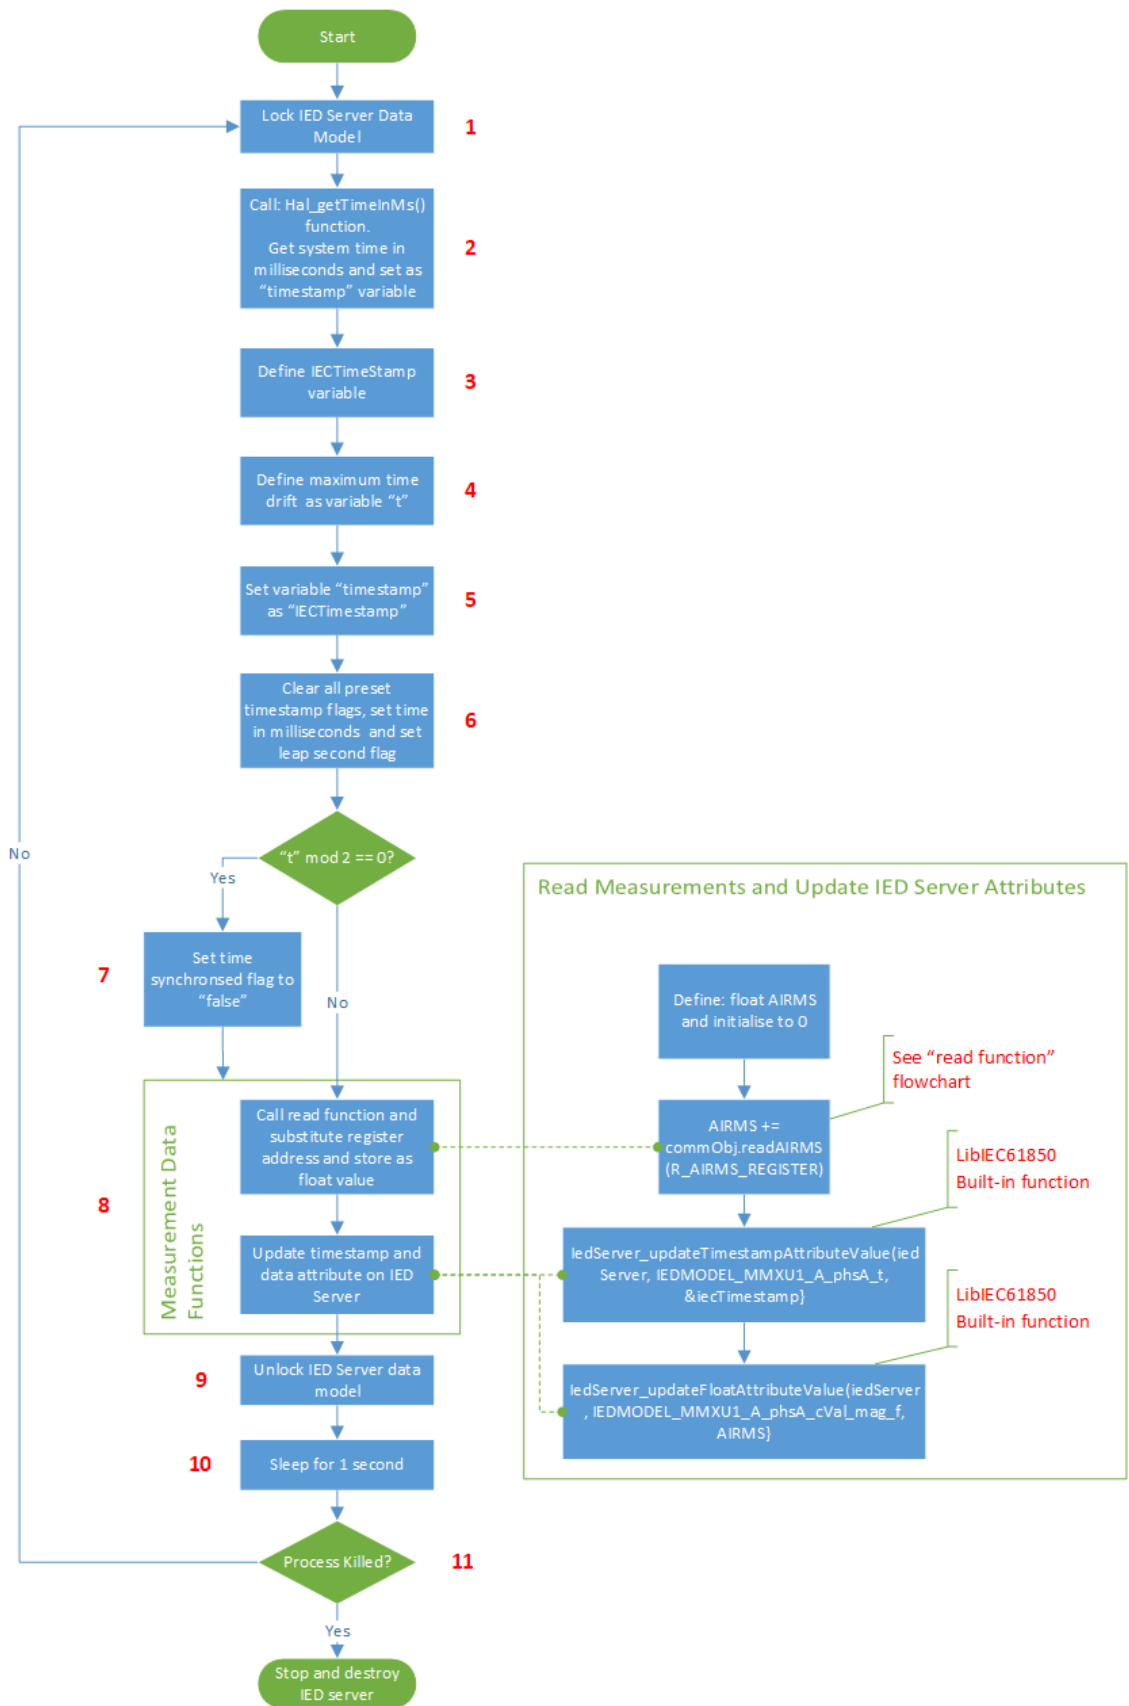 Start
Lock IED Server Data
Model
1
Call: Hal_getTimeInMs()
function.
Get system time in
milliseconds and set as
“timestamp” variable
2
Define IECTimeStamp
variable
3
Define maximum time
drift as variable “t”
4
Set variable “timestamp”
as “IECTimestamp”
5
Clear all preset
timestamp flags, set time
in milliseconds and set
leap second flag
6
“t” mod 2 == 0?
Yes
No
No
Set time
synchronsed flag to
“false”
7
Measurement Data
Functions
8
Call read function and
substitute register
address and store as
float value
Update timestamp and
data attribute on IED
Server
Unlock IED Server data
model
9
Sleep for 1 second
10
Process Killed?
11
Yes
Stop and destroy
IED server
Read Measurements and Update IED Server Attributes
Define: float AIRMS
and initialise to 0
See “read function”
flowchart
AIRMS +=
commObj.readAIRMS
(R_AIRMS_REGISTER)
LibIEC61850
Built-in function
IedServer_updateTimestampAttributeValue(ied
Server, IEDMODEL_MMXU1_A_phsA_t,
&iecTimestamp}
LibIEC61850
Built-in function
IedServer_updateFloatAttributeValue(iedServer
, IEDMODEL_MMXU1_A_phsA_cVal_mag_f,
AIRMS}